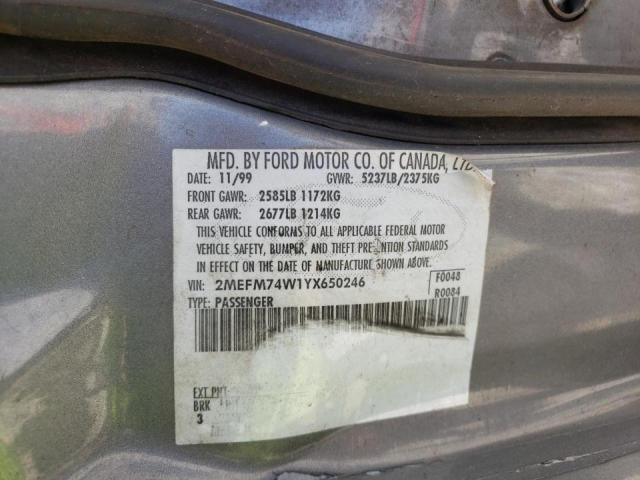 MFD. BY FORD MOTOR CO. OF CANADA, LTD.
DATE: 11/99 GVWR: 5237LB/2375KG
FRONT GAWR: 2585LB 1172KG
REAR GAWR: 2677LB 1214KG
THIS VEHICLE CONFORMS TO ALL APPLICABLE FEDERAL MOTOR
VEHICLE SAFETY, BUMPER, AND THEFT PREVENTION STANDARDS
IN EFFECT ON THE DATE OF MANUFACTURE SHOWN ABOVE.
VIN: 2MEFM74W1YX650246 F0048
TYPE: PASSENGER R0084
EXT PNT:
BRK
3